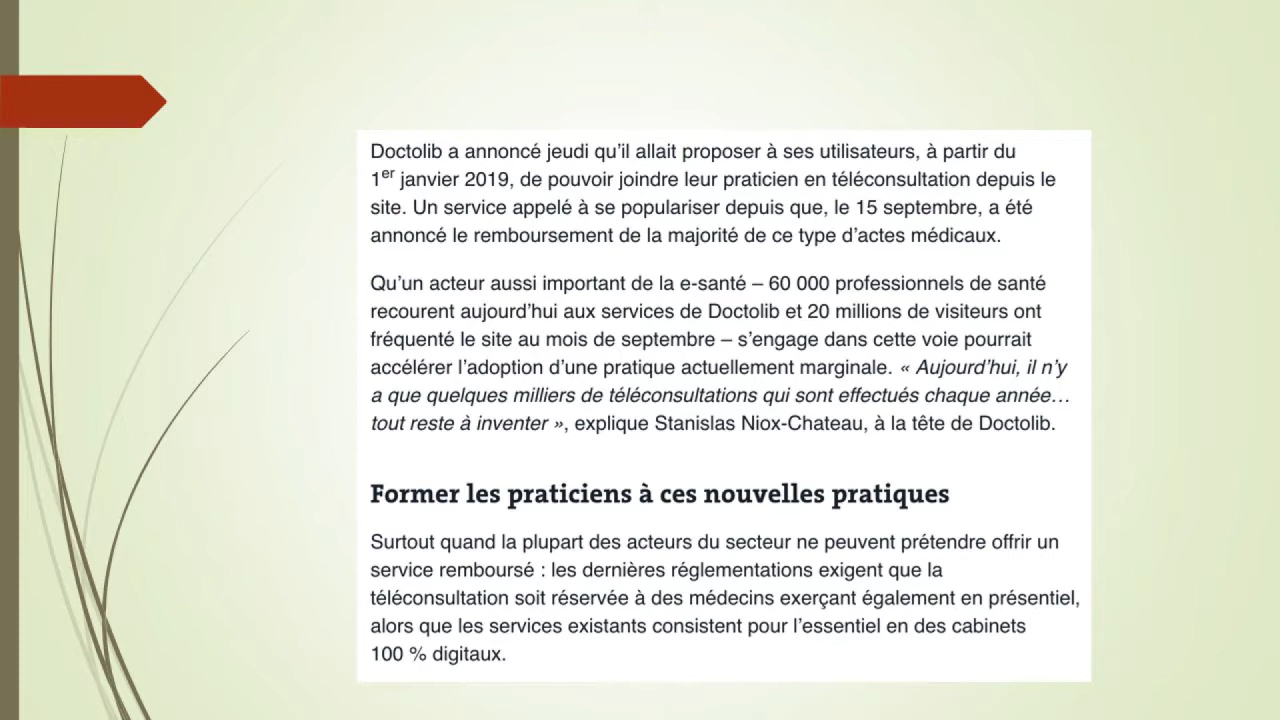 Doctolib a annoncé jeudi qu’il allait proposer à ses utilisateurs, à partir du
1er janvier 2019, de pouvoir joindre leur praticien en téléconsultation depuis le
site. Un service appelé à se populariser depuis que, le 15 septembre, a été
annoncé le remboursement de la majorité de ce type d’actes médicaux.
Qu’un acteur aussi important de la e-santé – 60 000 professionnels de santé
recourent aujourd’hui aux services de Doctolib et 20 millions de visiteurs ont
fréquenté le site au mois de septembre – s’engage dans cette voie pourrait
accélérer l’adoption d’une pratique actuellement marginale. « Aujourd’hui, il n’y
a que quelques milliers de téléconsultations qui sont effectués chaque année…
tout reste à inventer », explique Stanislas Niox-Chateau, à la tête de Doctolib.
Former les praticiens à ces nouvelles pratiques
Surtout quand la plupart des acteurs du secteur ne peuvent prétendre offrir un
service remboursé : les dernières réglementations exigent que la
téléconsultation soit réservée à des médecins exerçant également en présentiel,
alors que les services existants consistent pour l’essentiel en des cabinets
100 % digitaux.